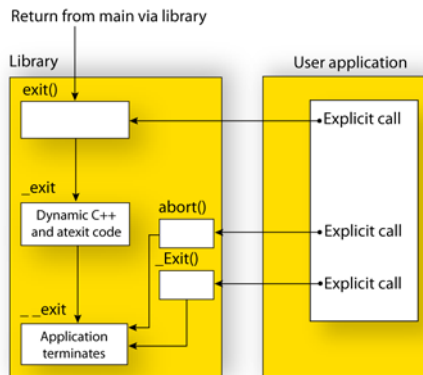 Return from main via library
Library
User application
exit()
Explicit call
_exit
Dynamic C++
and atexit code
abort()
Explicit call
_Exit()
Explicit call
_ _exit
Application
terminates